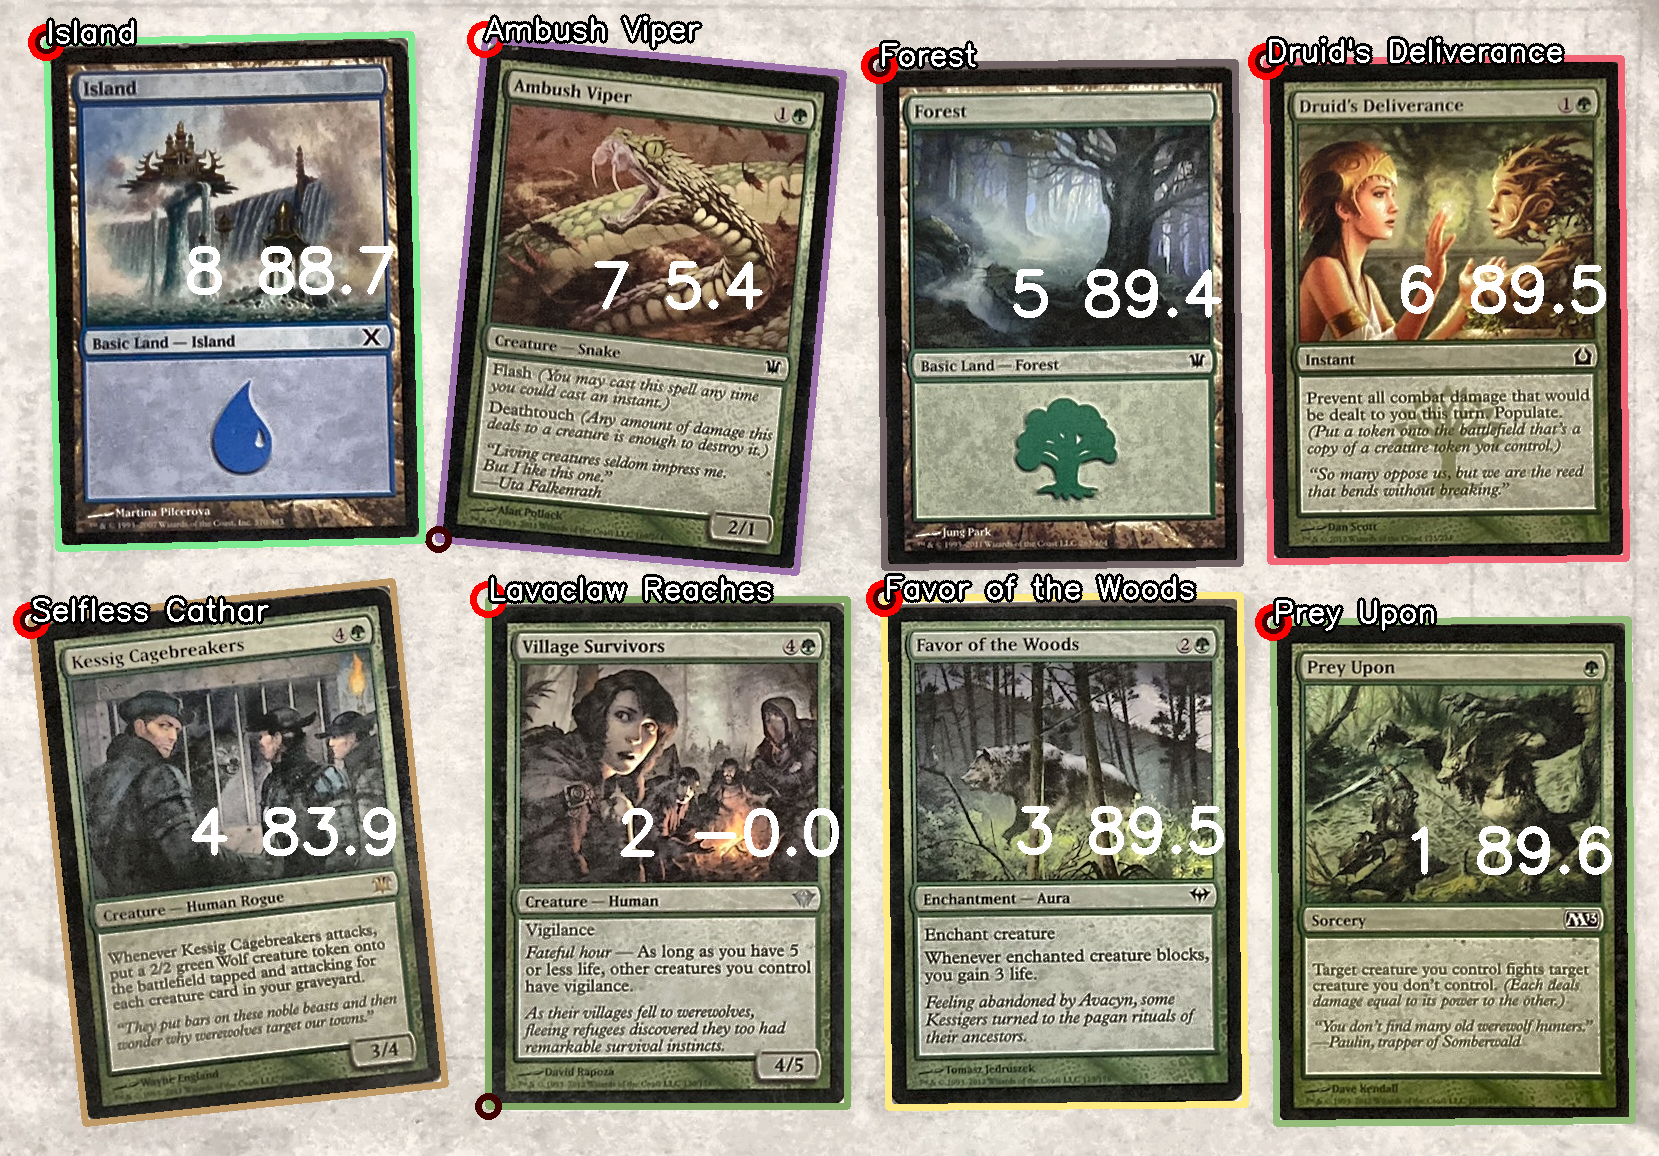 Island
Island
8 88.7
Basic Land — Island
X
Martina Pilcerova
Ambush Viper
Ambush Viper
1
7 5.4
Creature — Snake
Flash (You may cast this spell any time
you could cast an instant.)
Deathtouch (Any amount of damage this
deals to a creature is enough to destroy it.)
"Living creatures seldom impress me.
But I like this one."
—Uta Falkenrath
Alan Pollack
2/1
Forest
Forest
5 89.4
Basic Land — Forest
Jung Park
Druid's Deliverance
Druid's Deliverance
1
6 89.5
Instant
Prevent all combat damage that would
be dealt to you this turn. Populate.
(Put a token onto the battlefield that's a
copy of a creature token you control.)
"So many oppose us, but we are the reed
that bends without breaking."
Dan Scott
Selfless Cathar
Kessig Cagebreakers
4
4 83.9
Creature — Human Rogue
Whenever Kessig Cagebreakers attacks,
put a 2/2 green Wolf creature token onto
the battlefield tapped and attacking for
each creature card in your graveyard.
"They put bars on these noble beasts and then
wonder why werewolves target our towns."
Wayne England
3/4
Lavaclaw Reaches
Village Survivors
4
2 -0.0
Creature — Human
Vigilance
Fateful hour — As long as you have 5
or less life, other creatures you control
have vigilance.
As their villages fell to werewolves,
fleeing refugees discovered they too had
remarkable survival instincts.
David Rapoza
4/5
Favor of the Woods
Favor of the Woods
2
3 89.5
Enchantment — Aura
Enchant creature
Whenever enchanted creature blocks,
you gain 3 life.
Feeling abandoned by Avacyn, some
Kessigers turned to the pagan rituals of
their ancestors.
Tomasz Jedruszek
Prey Upon
Prey Upon
1 89.6
Sorcery
M13
Target creature you control fights target
creature you don't control. (Each deals
damage equal to its power to the other.)
"You don't find many old werewolf hunters."
—Paulin, trapper of Somberwald
Dave Kendall